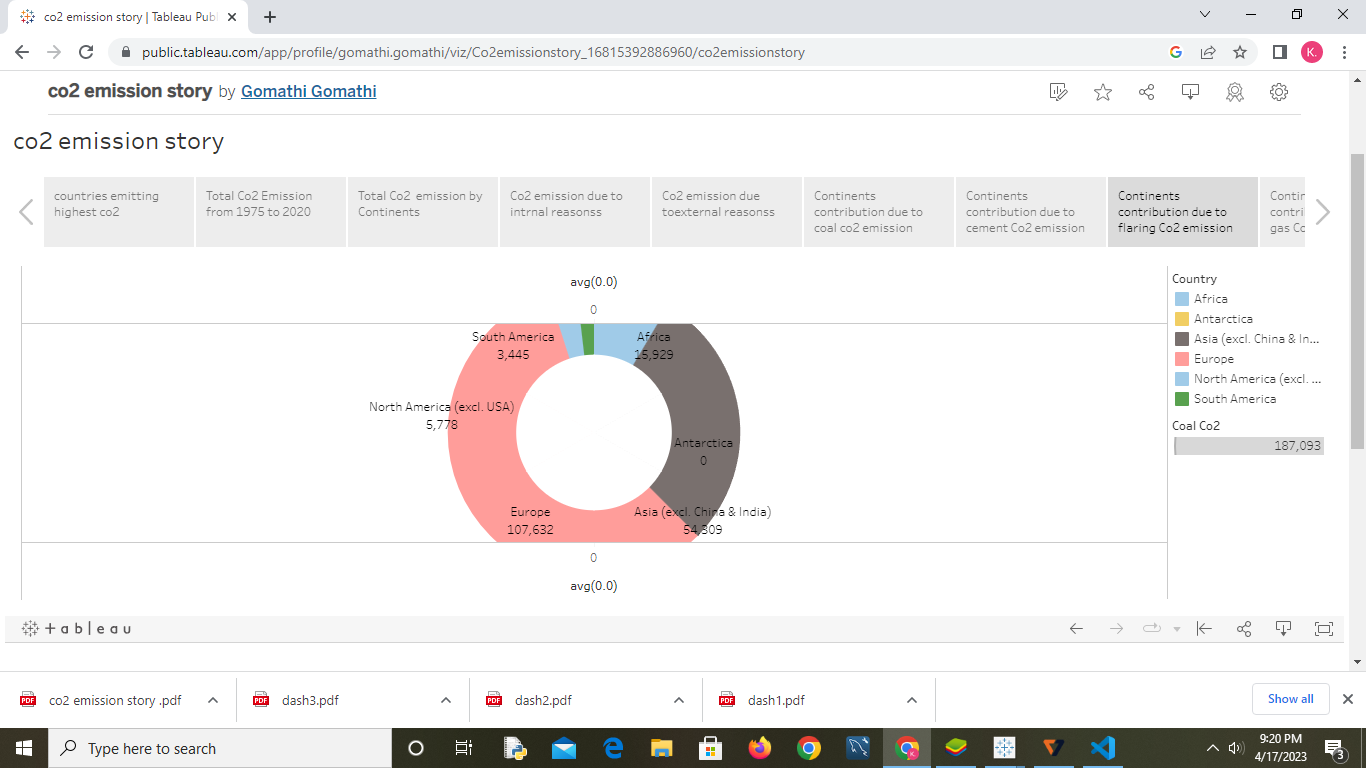 co2 emission story | Tableau Publ
public.tableau.com/app/profile/gomathi.gomathi/viz/Co2emissionstory_16815392886960/co2emissionstory
K.
co2 emission story by Gomathi Gomathi
co2 emission story
countries emitting
highest co2
Total Co2 Emission
from 1975 to 2020
Total Co2 emission by
Continents
Co2 emission due to
intrnal reasonss
Co2 emission due
toexternal reasonss
Continents
contribution due to
coal co2 emission
Continents
contribution due to
cement Co2 emission
Continents
contribution due to
flaring Co2 emission
Contin
contri
gas Co
avg(0.0)
0
South America
3,445
Africa
15,929
North America (excl. USA)
5,778
Antarctica
0
Europe
107,632
Asia (excl. China & India)
54,309
0
avg(0.0)
Country
Africa
Antarctica
Asia (excl. China & In...
Europe
North America (excl. ...
South America
Coal Co2
187,093
+ a b l e a u
co2 emission story .pdf
dash3.pdf
dash2.pdf
dash1.pdf
Show all
Type here to search
9:20 PM
4/17/2023
3